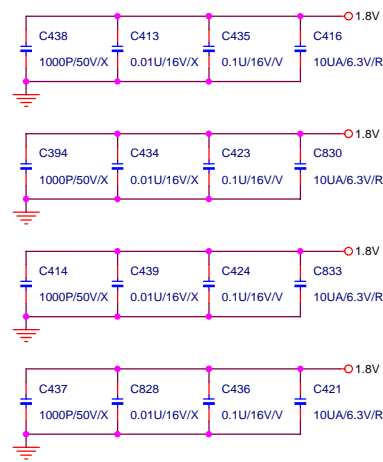 1.8V
C438 C413 C435 C416
1000P/50V/X 0.01U/16V/X 0.1U/16V/V 10UA/6.3V/R
1.8V
C394 C434 C423 C830
1000P/50V/X 0.01U/16V/X 0.1U/16V/V 10UA/6.3V/R
1.8V
C414 C439 C424 C833
1000P/50V/X 0.01U/16V/X 0.1U/16V/V 10UA/6.3V/R
1.8V
C437 C828 C436 C421
1000P/50V/X 0.01U/16V/X 0.1U/16V/V 10UA/6.3V/R